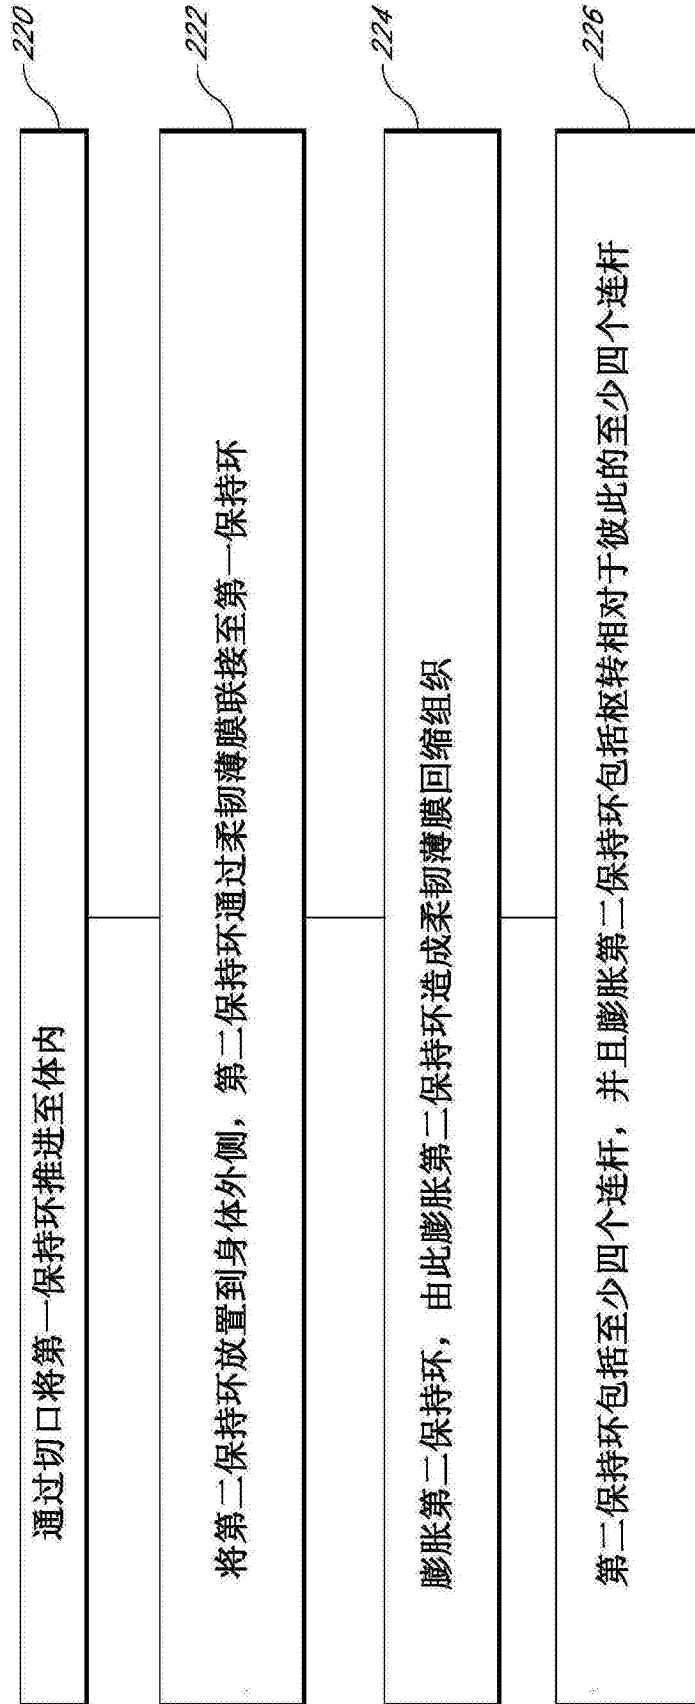 220
通过切口将第一保持环推进至体内
222
将第二保持环放置到身体外侧，第二保持环通过柔韧薄膜联接至第一保持环
224
膨胀第二保持环，由此膨胀第二保持环造成柔韧薄膜回缩组织
226
第二保持环包括至少四个连杆，并且膨胀第二保持环包括枢转相对于彼此的至少四个连杆